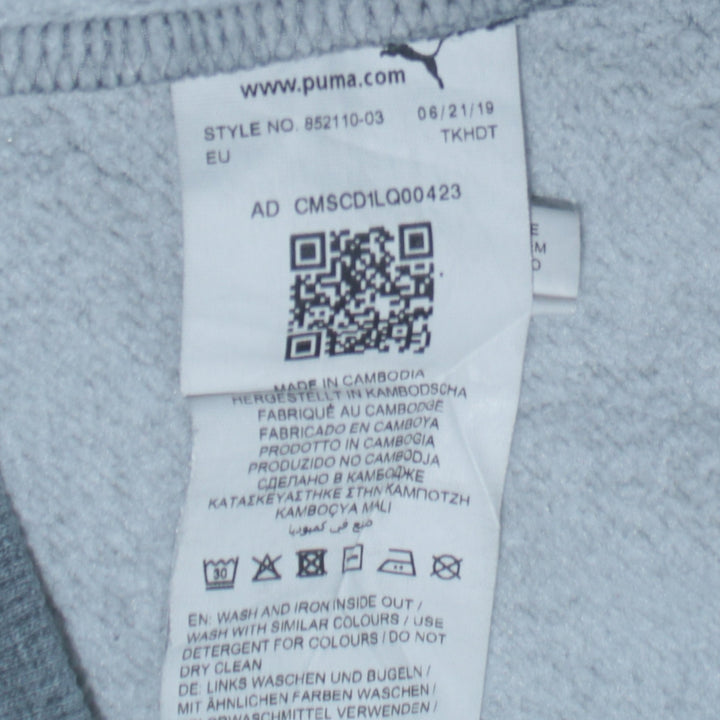 www.puma.com
STYLE NO. 852110-03 06/21/19
EU TKHDT
AD CMSCD1LQ00423
E
M
O
MADE IN CAMBODIA
HERGESTELLT IN KAMBODSCHA
FABRIQUÉ AU CAMBODGE
FABRICADO EN CAMBOYA
PRODOTTO IN CAMBOGIA
PRODUZIDO NO CAMBODJA
СДЕЛАНО В КАМБОДЖЕ
ΚΑΤΑΣΚΕΥΑΣΤΗΚΕ ΣΤΗΝ ΚΑΜΠΟΤΖΗ
KAMBOÇYA MALI
صنع في كمبوديا
30
EN: WASH AND IRON INSIDE OUT /
WASH WITH SIMILAR COLOURS / USE
DETERGENT FOR COLOURS / DO NOT
DRY CLEAN
DE: LINKS WASCHEN UND BUGELN /
MIT ÄHNLICHEN FARBEN WASCHEN /
VERWENDEN /